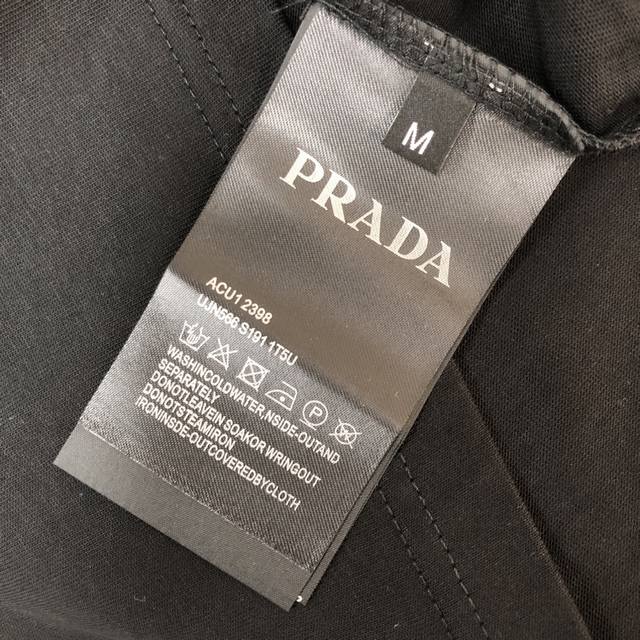 M
PRADA
ACU1 2398
UJN566 S191 1T5U
WASHINCOLDWATER,NSIDE-OUTAND
SEPARATELY
DONOTLEAVEIN SOAKOR WRINGOUT
DONOTSTEAMIRON
IRONINSDE-OUTCOVEREDBYCLOTH